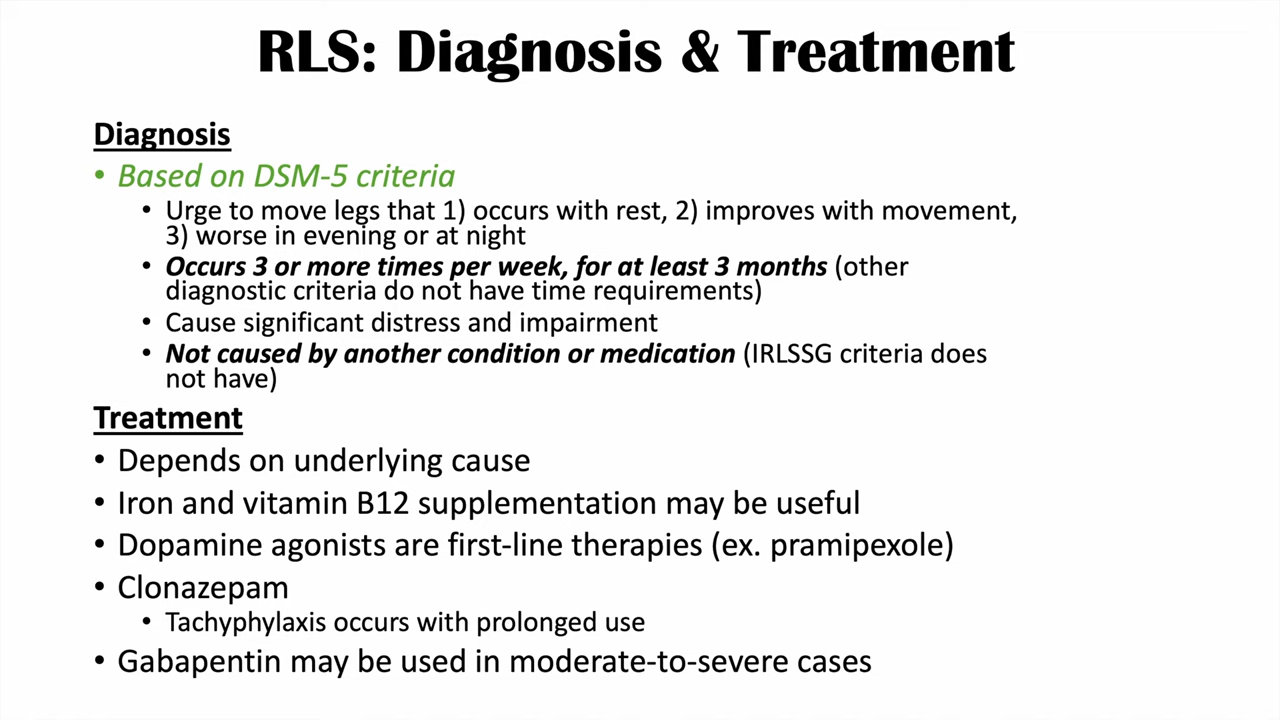 RLS: Diagnosis & Treatment
Diagnosis
• Based on DSM-5 criteria
• Urge to move legs that 1) occurs with rest, 2) improves with movement,
3) worse in evening or at night
• Occurs 3 or more times per week, for at least 3 months (other
diagnostic criteria do not have time requirements)
• Cause significant distress and impairment
• Not caused by another condition or medication (IRLSSG criteria does
not have)
Treatment
• Depends on underlying cause
• Iron and vitamin B12 supplementation may be useful
• Dopamine agonists are first-line therapies (ex. pramipexole)
• Clonazepam
• Tachyphylaxis occurs with prolonged use
• Gabapentin may be used in moderate-to-severe cases